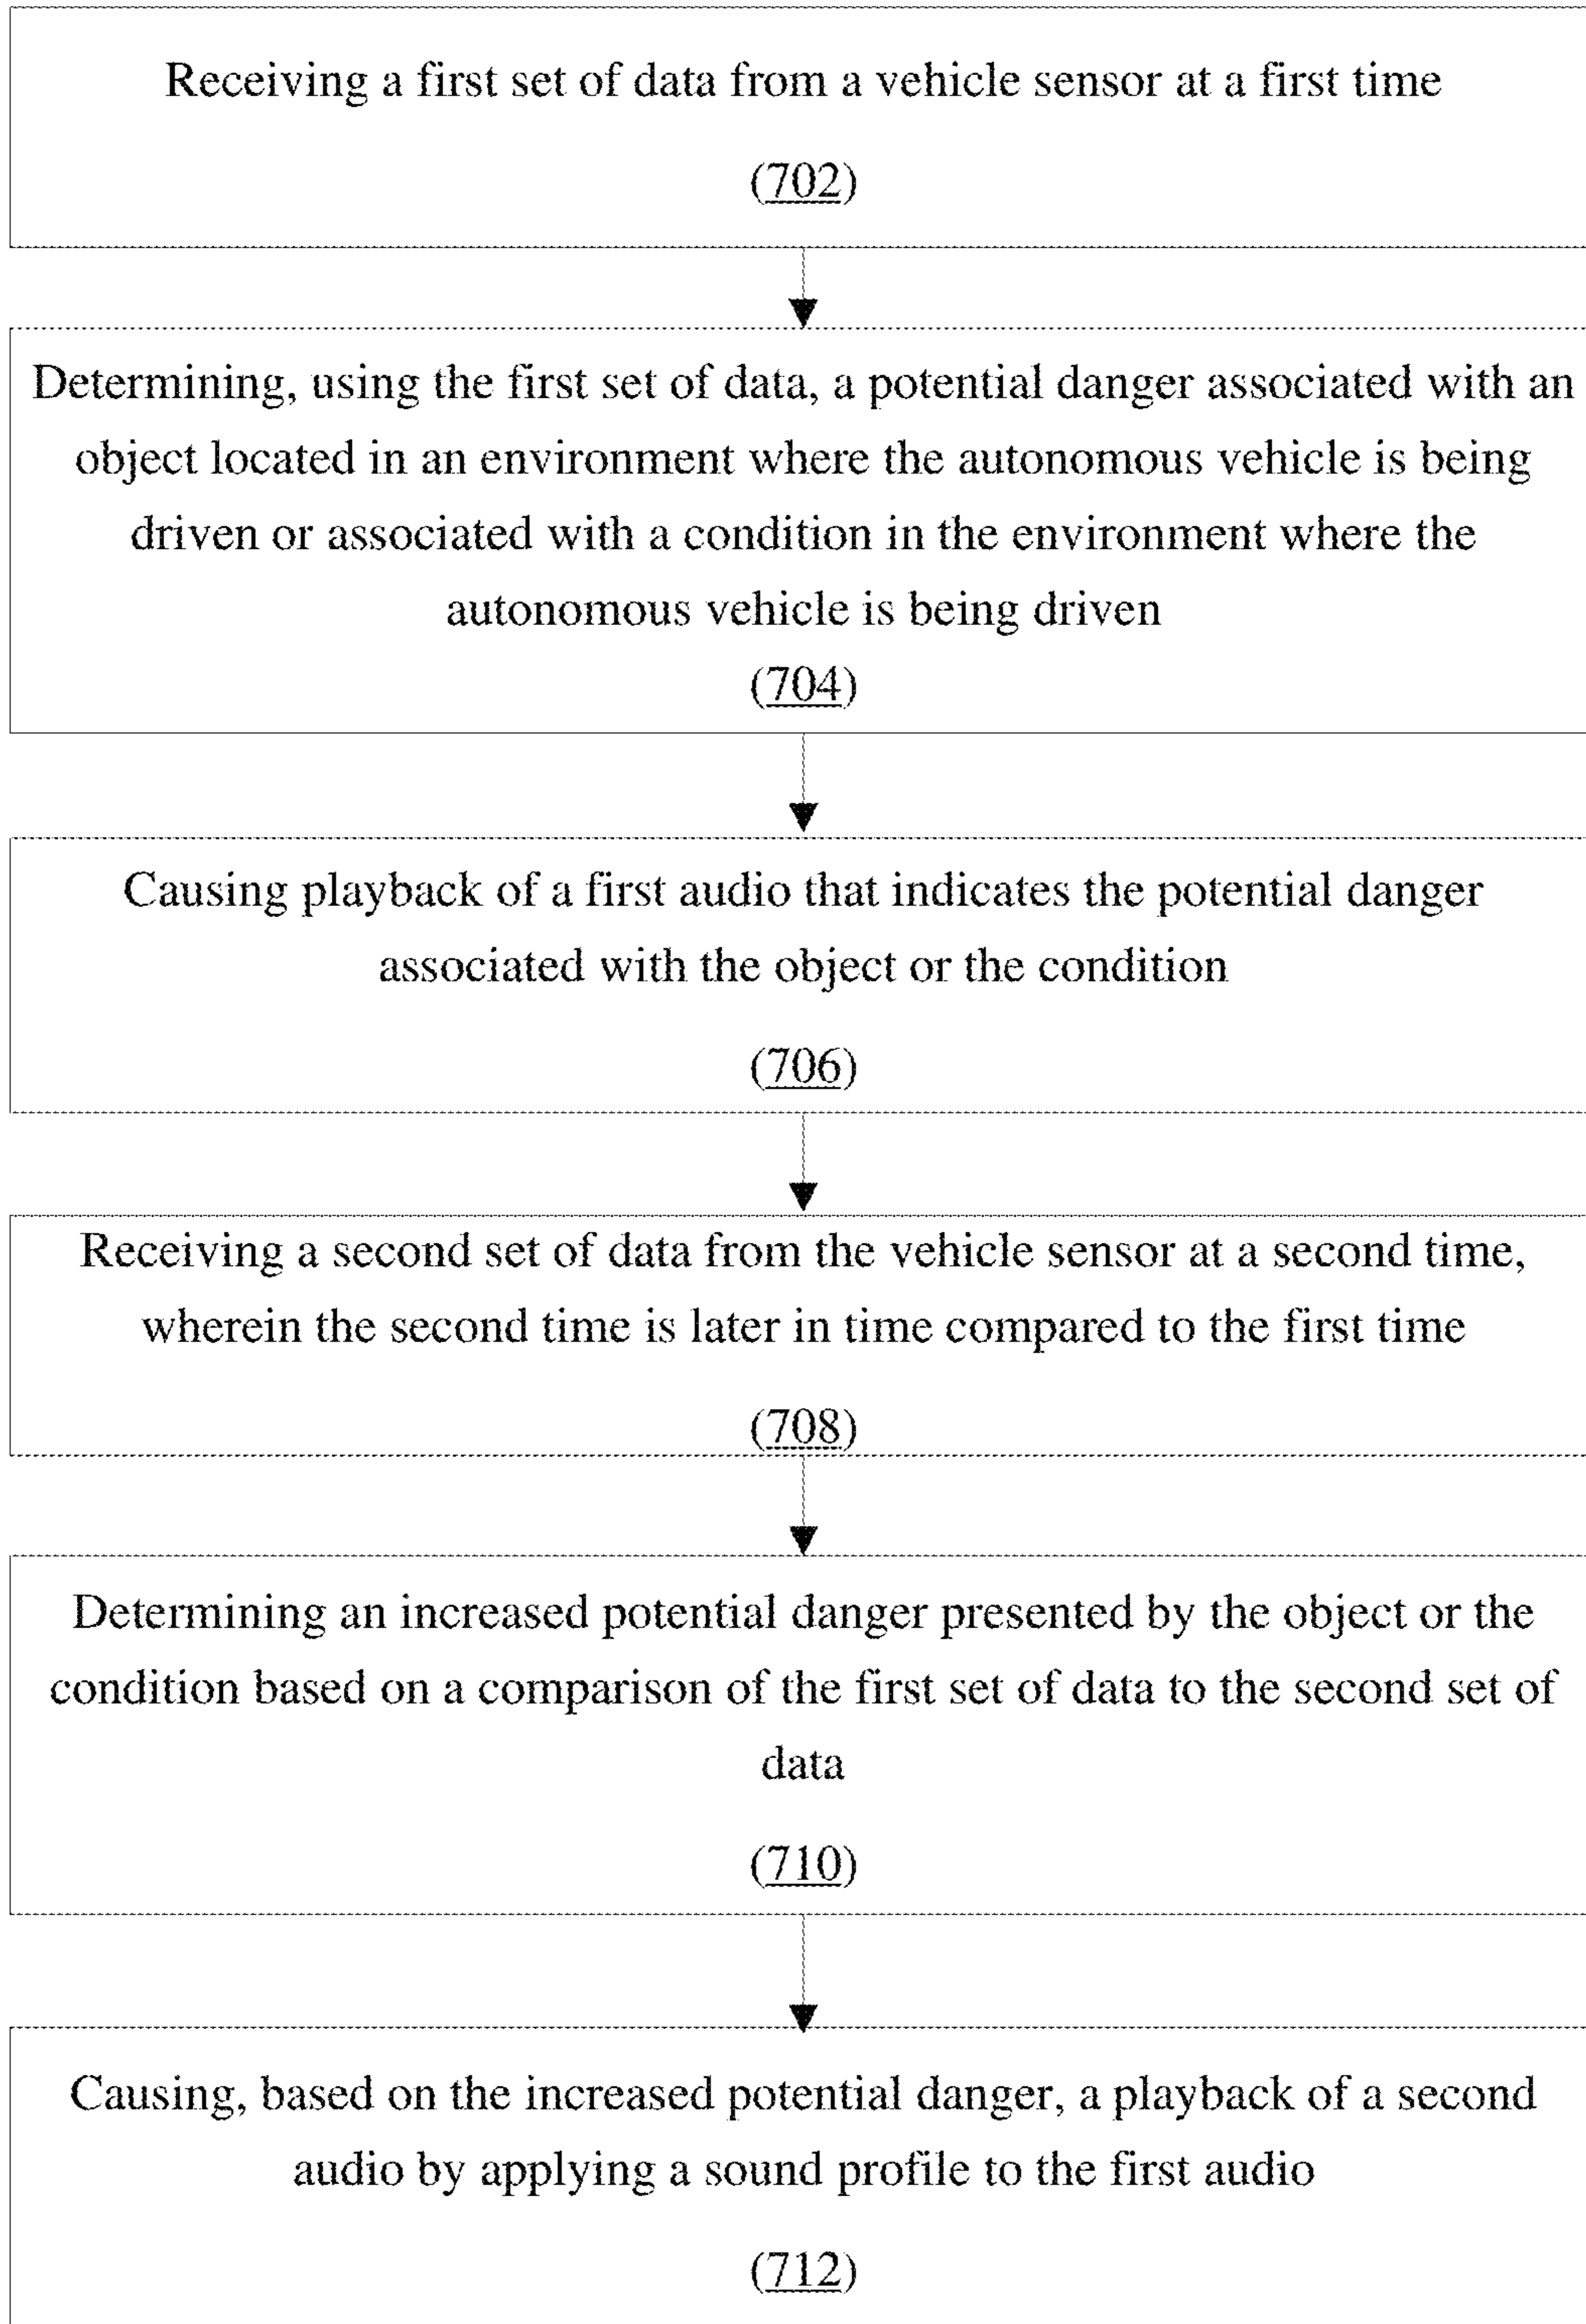 Receiving a first set of data from a vehicle sensor at a first time
(702)
Determining, using the first set of data, a potential danger associated with an
object located in an environment where the autonomous vehicle is being
driven or associated with a condition in the environment where the
autonomous vehicle is being driven
(704)
Causing playback of a first audio that indicates the potential danger
associated with the object or the condition
(706)
Receiving a second set of data from the vehicle sensor at a second time,
wherein the second time is later in time compared to the first time
(708)
Determining an increased potential danger presented by the object or the
condition based on a comparison of the first set of data to the second set of
data
(710)
Causing, based on the increased potential danger, a playback of a second
audio by applying a sound profile to the first audio
(712)